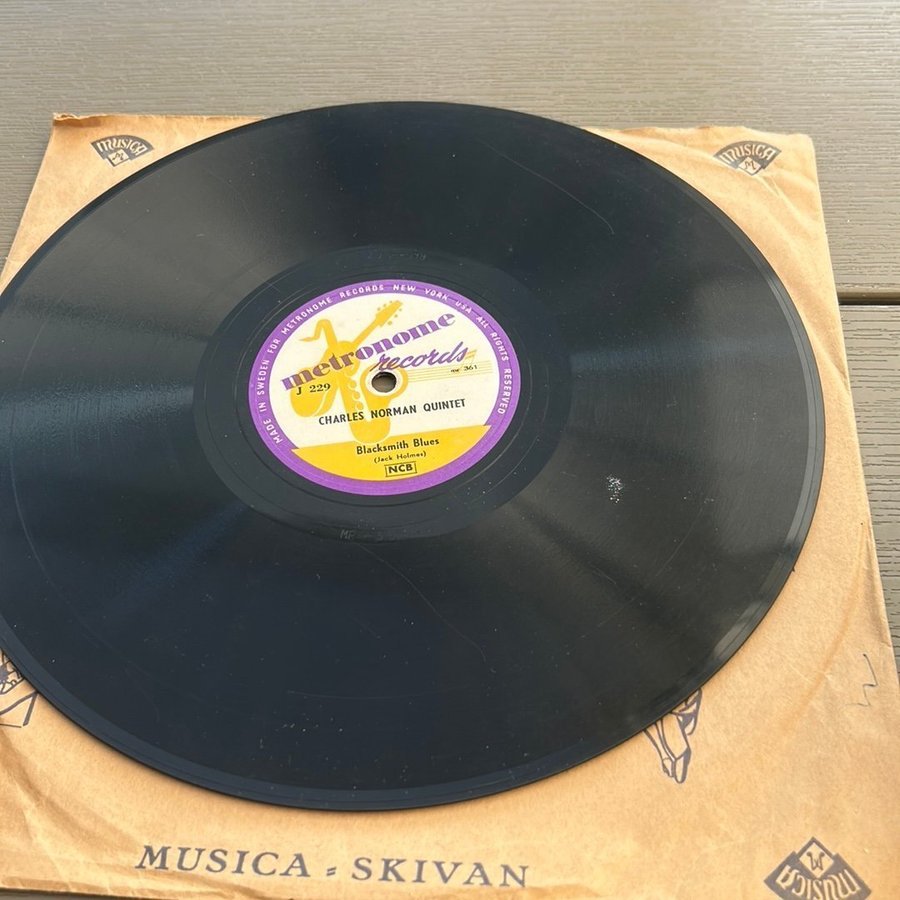 MUSICA
MUSICA
MADE IN SWEDEN FOR METRONOME RECORDS NEW YORK USA. ALL RIGHTS RESERVED
metronome
records
J 229
CHARLES NORMAN QUINTET
Blacksmith Blues
(Jack Holmes)
NCB
MUSICA - SKIVAN
MUSICA